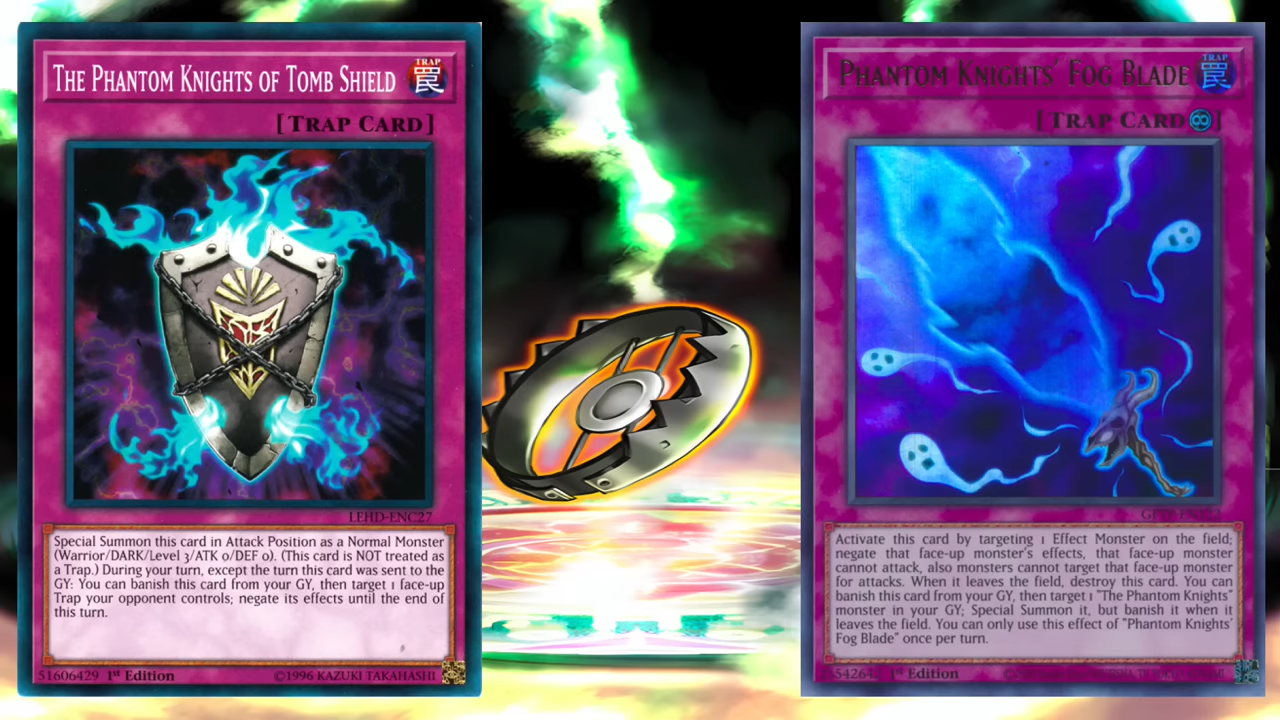 THE PHANTOM KNIGHTS OF TOMB SHIELD
TRAP
罠
[TRAP CARD]
LEHD-ENC27
Special Summon this card in Attack Position as a Normal Monster
(Warrior/DARK/Level 3/ATK 0/DEF 0). (This card is NOT treated as
a Trap.) During your turn, except the turn this card was sent to the
GY: You can banish this card from your GY, then target 1 face-up
Trap your opponent controls; negate its effects until the end of
this turn.
51606429 1st Edition
©1996 KAZUKI TAKAHASHI
PHANTOM KNIGHTS' FOG BLADE
TRAP
罠
[TRAP CARD ]
Activate this card by targeting 1 Effect Monster on the field;
negate that face-up monster's effects, that face-up monster
cannot attack, also monsters cannot target that face-up monster
for attacks. When it leaves the field, destroy this card. You can
banish this card from your GY, then target 1 "The Phantom Knights"
monster in your GY; Special Summon it, but banish it when it
leaves the field. You can only use this effect of "Phantom Knights'
Fog Blade" once per turn.
1st Edition